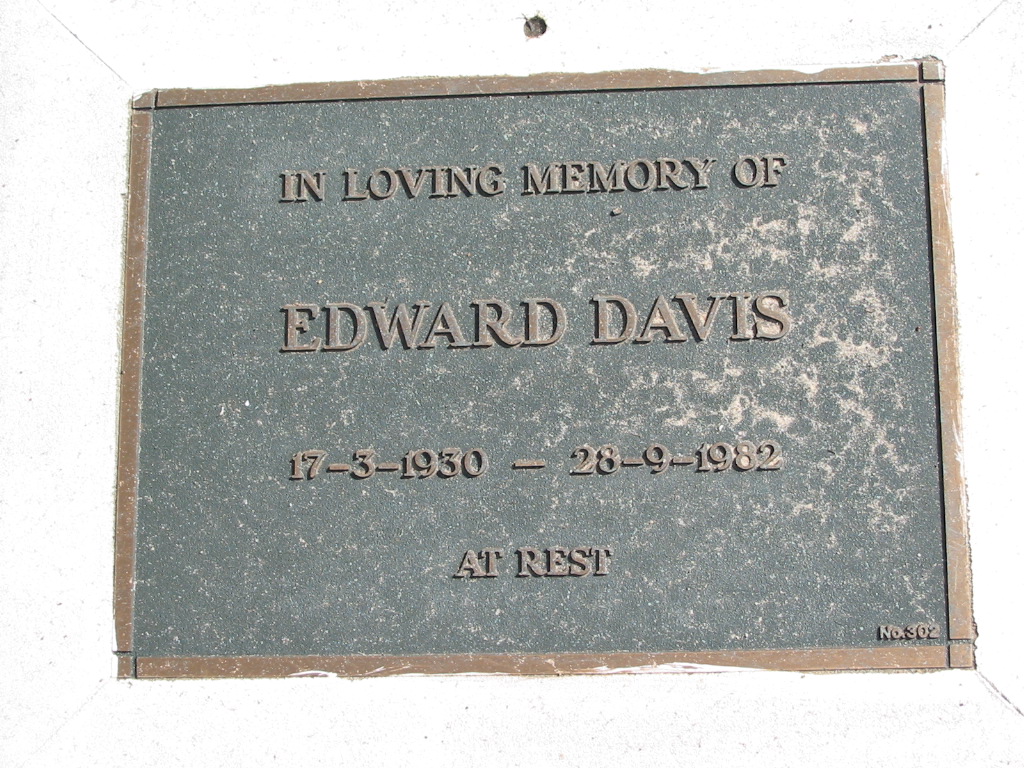 IN LOVING MEMORY OF
EDWARD DAVIS
17-3-1930 - 28-9-1982
AT REST
No.302